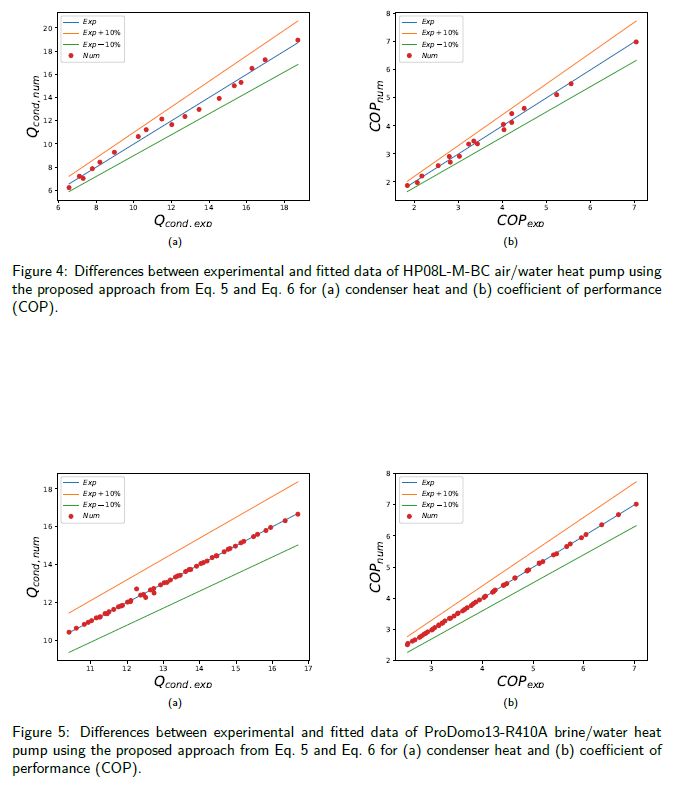 Exp
Exp+10%
Exp−10%
Num
20
18
16
14
12
10
8
6
6 8 10 12 14 16 18
Q_cond,num
Q_cond,exp
(a)
Exp
Exp+10%
Exp−10%
Num
8
7
6
5
4
3
2
2 3 4 5 6 7
COP_num
COP_exp
(b)
Figure 4: Differences between experimental and fitted data of HP08L-M-BC air/water heat pump using
the proposed approach from Eq. 5 and Eq. 6 for (a) condenser heat and (b) coefficient of performance
(COP).
Exp
Exp+10%
Exp−10%
Num
18
16
14
12
10
11 12 13 14 15 16 17
Q_cond,num
Q_cond,exp
(a)
Exp
Exp+10%
Exp−10%
Num
8
7
6
5
4
3
2
3 4 5 6 7
COP_num
COP_exp
(b)
Figure 5: Differences between experimental and fitted data of ProDomo13-R410A brine/water heat
pump using the proposed approach from Eq. 5 and Eq. 6 for (a) condenser heat and (b) coefficient of
performance (COP).